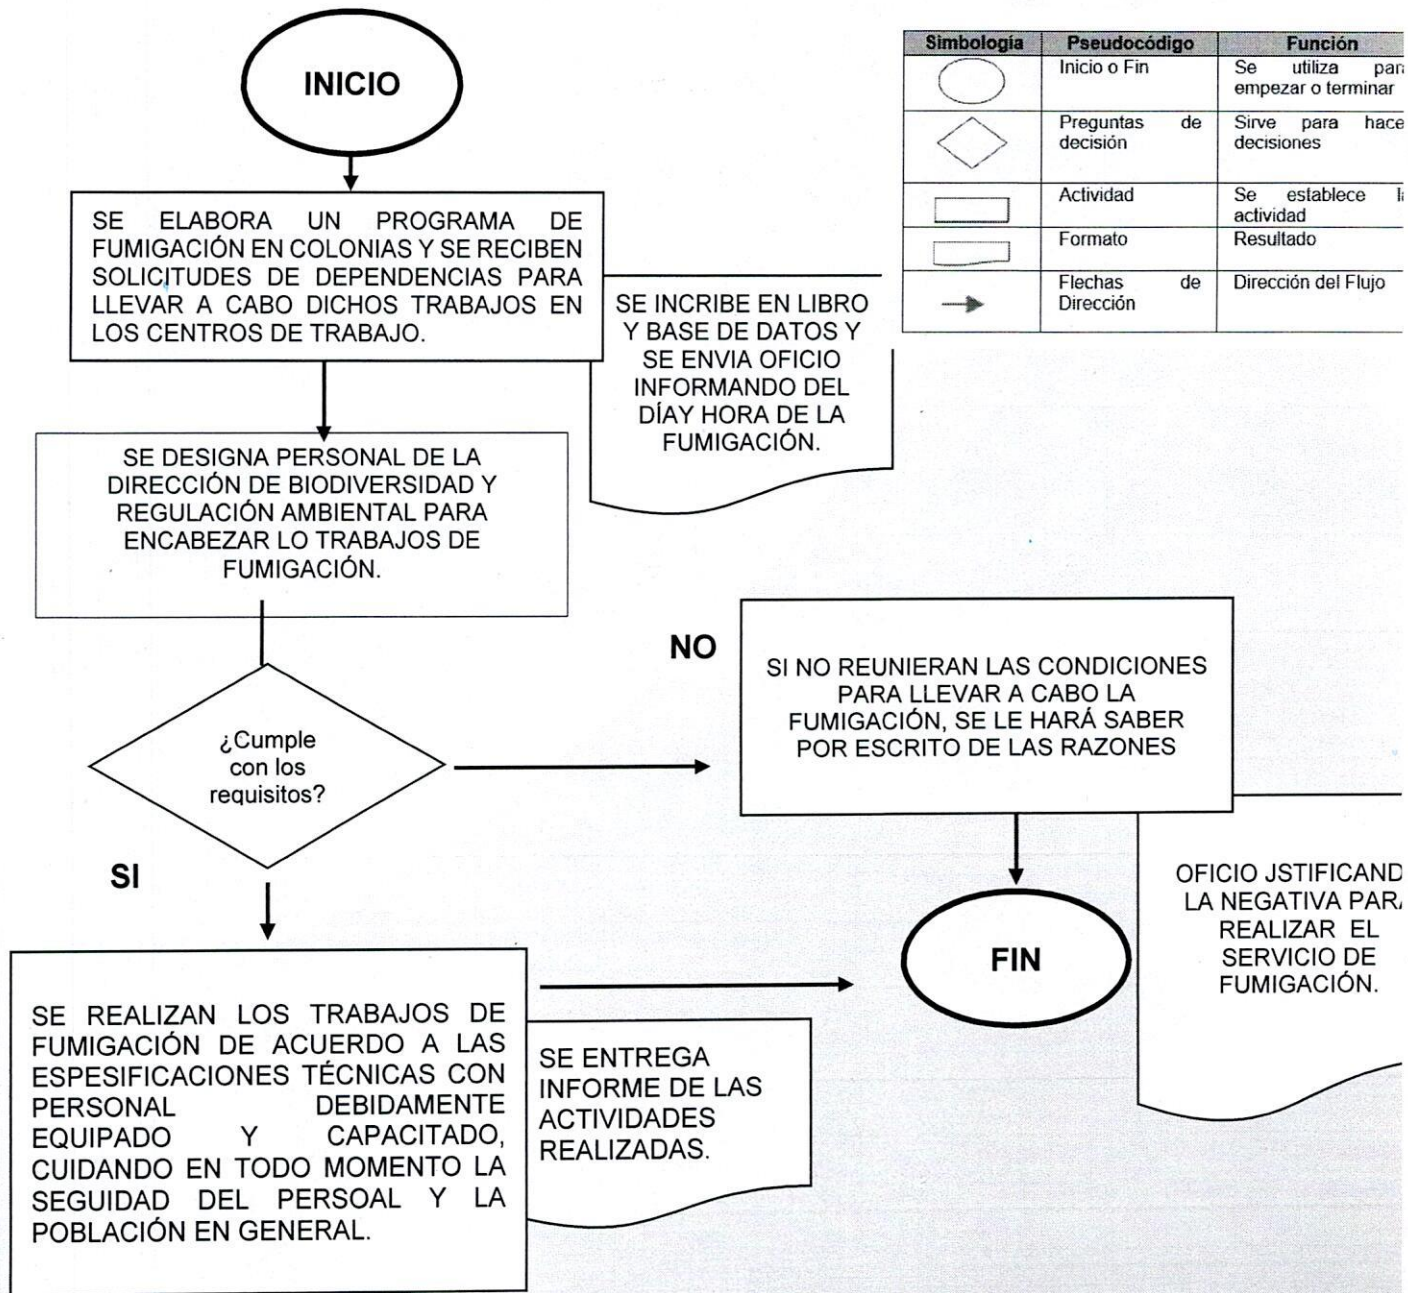 INICIO
Simbología Pseudocódigo Función
Inicio o Fin Se utiliza para
empezar o terminar
Preguntas de Sirve para hace
decisión decisiones
Actividad Se establece l
actividad
Formato Resultado
Flechas de Dirección del Flujo
Dirección
SE ELABORA UN PROGRAMA DE
FUMIGACIÓN EN COLONIAS Y SE RECIBEN
SOLICITUDES DE DEPENDENCIAS PARA
LLEVAR A CABO DICHOS TRABAJOS EN
LOS CENTROS DE TRABAJO.
SE INCRIBE EN LIBRO
Y BASE DE DATOS Y
SE ENVIA OFICIO
INFORMANDO DEL
DÍAY HORA DE LA
FUMIGACIÓN.
SE DESIGNA PERSONAL DE LA
DIRECCIÓN DE BIODIVERSIDAD Y
REGULACIÓN AMBIENTAL PARA
ENCABEZAR LO TRABAJOS DE
FUMIGACIÓN.
¿Cumple
con los
requisitos?
NO
SI NO REUNIERAN LAS CONDICIONES
PARA LLEVAR A CABO LA
FUMIGACIÓN, SE LE HARÁ SABER
POR ESCRITO DE LAS RAZONES
OFICIO JSTIFICAND
LA NEGATIVA PARA
REALIZAR EL
SERVICIO DE
FUMIGACIÓN.
FIN
SI
SE REALIZAN LOS TRABAJOS DE
FUMIGACIÓN DE ACUERDO A LAS
ESPESIFICACIONES TÉCNICAS CON
PERSONAL DEBIDAMENTE
EQUIPADO Y CAPACITADO,
CUIDANDO EN TODO MOMENTO LA
SEGUIDAD DEL PERSOAL Y LA
POBLACIÓN EN GENERAL.
SE ENTREGA
INFORME DE LAS
ACTIVIDADES
REALIZADAS.